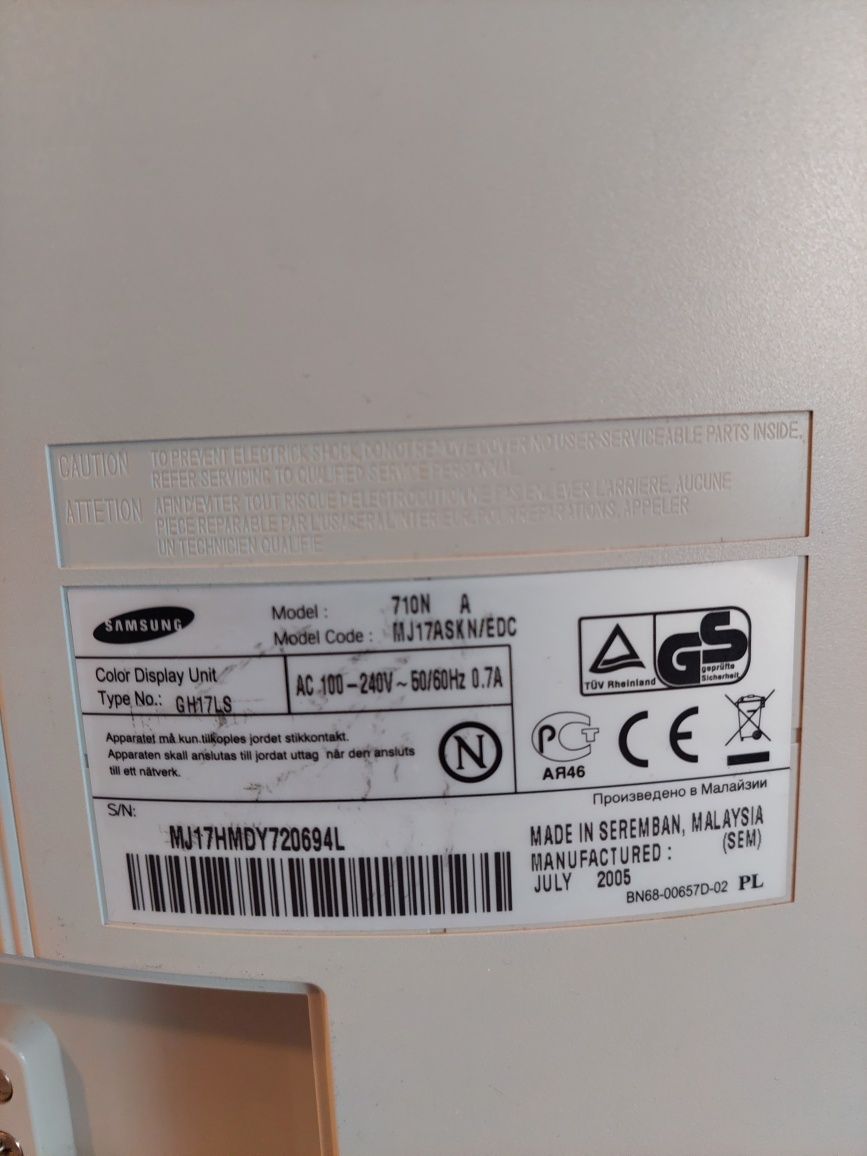 CAUTION TO PREVENT ELECTRICK SHOCK, DO NOT REMOVE COVER NO USER-SERVICEABLE PARTS INSIDE.
REFER SERVICING TO QUALIFED SERVICE PERSONAL
ATTETION AFIN D'EVITER TOUT RISQUE D'ELECTROCUTION NE PAS ENLEVER L'ARRIERE, AUCUNE
PIECE REPARABLE PAR L'USAGER AL'INTERIEUR, REPARATIONS, APPELER
UN TECHNICIEN QUALIFIE
SAMSUNG
Model : 710N A
Model Code : MJ17ASKN/EDC
Color Display Unit
Type No.: GH17LS
AC 100-240V ~ 50/60Hz 0.7A
TÜV Rheinland
GS
geprüfte
Sicherheit
Apparatet må kun.tilkoples jordet stikkontakt.
Apparaten skall anslutas till jordat uttag när den ansluts
till ett nätverk.
N
PCT
АЯ46
CE
S/N:
MJ17HMDY720694L
Произведено в Малайзии
MADE IN SEREMBAN, MALAYSIA
MANUFACTURED : (SEM)
JULY 2005
BN68-00657D-02 PL